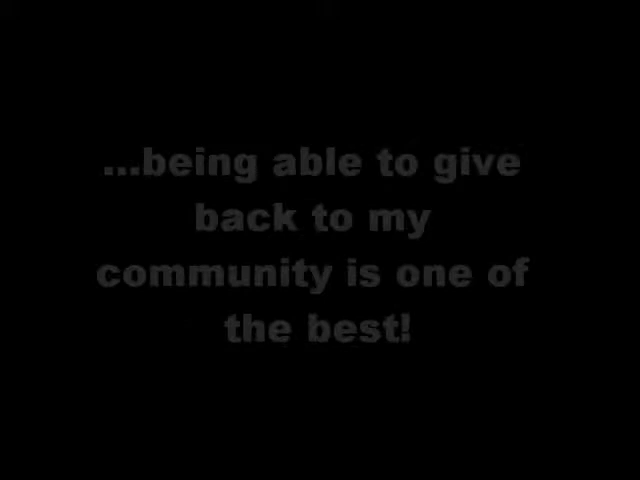 ...being able to give
back to my
community is one of
the best!